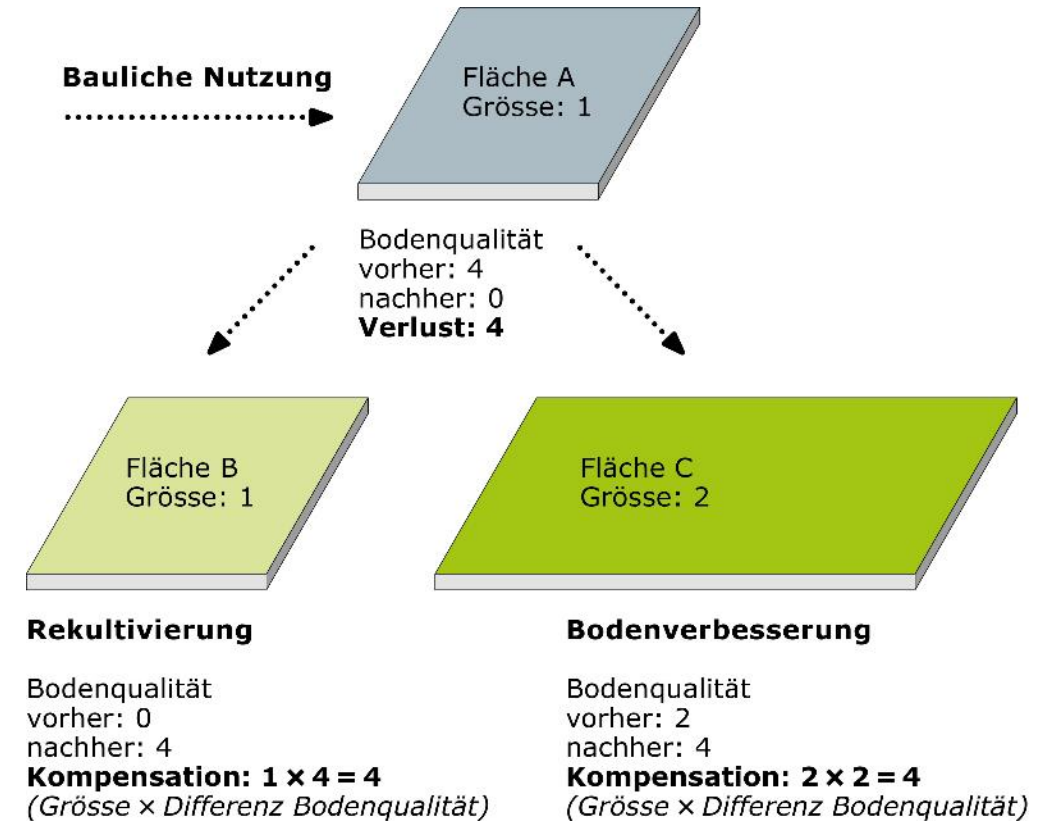 Bauliche Nutzung
Fläche A
Grösse: 1
Bodenqualität
vorher: 4
nachher: 0
Verlust: 4
Fläche B
Grösse: 1
Fläche C
Grösse: 2
Rekultivierung
Bodenqualität
vorher: 0
nachher: 4
Kompensation: 1 × 4 = 4
(Grösse × Differenz Bodenqualität)
Bodenverbesserung
Bodenqualität
vorher: 2
nachher: 4
Kompensation: 2 × 2 = 4
(Grösse × Differenz Bodenqualität)